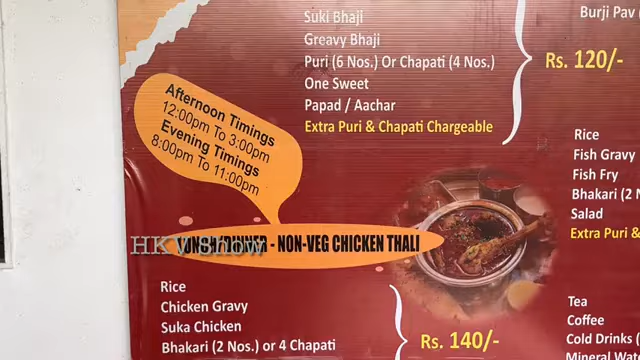 Suki Bhaji
Greavy Bhaji
Puri (6 Nos.) Or Chapati (4 Nos.)
One Sweet
Papad / Aachar
Extra Puri & Chapati Chargeable
Rs. 120/-
Burji Pav
Afternoon Timings
12:00pm To 3:00pm
Evening Timings
8:00pm To 11:00pm
HKV Show
- NON-VEG CHICKEN THALI
Rice
Chicken Gravy
Suka Chicken
Bhakari (2 Nos.) or 4 Chapati
Rs. 140/-
Rice
Fish Gravy
Fish Fry
Bhakari (2
Salad
Extra Puri &
Tea
Coffee
Cold Drinks
Mineral